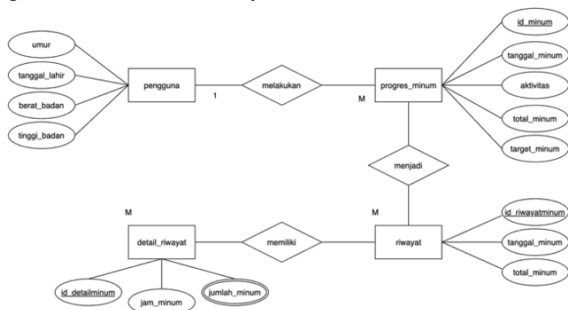 umur
tanggal_lahir
berat_badan
tinggi_badan
pengguna
1
melakukan
M
progres_minum
id_minum
tanggal_minum
aktivitas
total_minum
target_minum
menjadi
M
detail_riwayat
memiliki
M
riwayat
id_riwayatminum
tanggal_minum
total_minum
id_detailminum
jam_minum
jumlah_minum